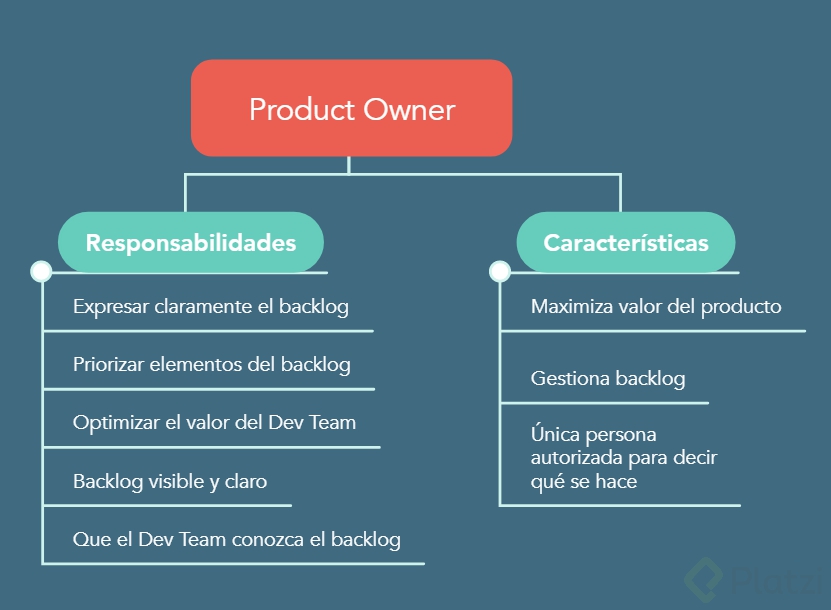 Product Owner
Responsabilidades
Expresar claramente el backlog
Priorizar elementos del backlog
Optimizar el valor del Dev Team
Backlog visible y claro
Que el Dev Team conozca el backlog
Características
Maximiza valor del producto
Gestiona backlog
Única persona
autorizada para decir
qué se hace